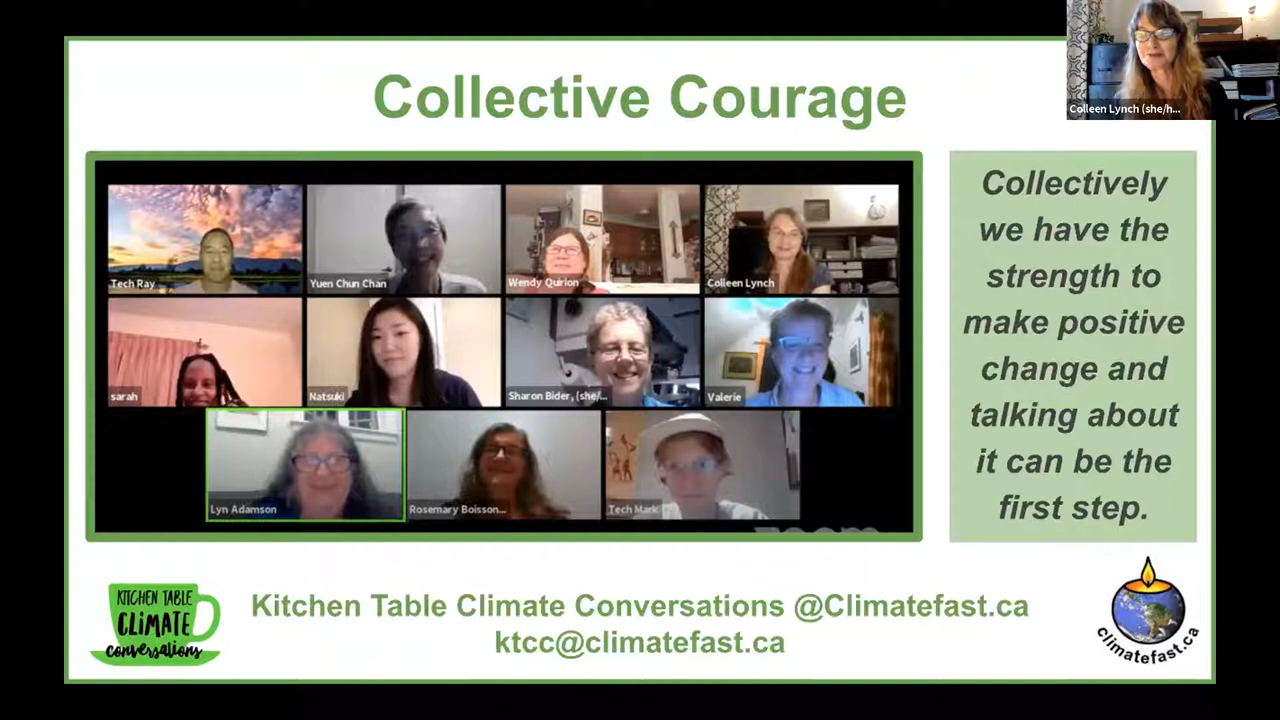 Collective Courage
Colleen Lynch (she/h...
Tech Ray
Yuen Chun Chan
Wendy Quirion
Colleen Lynch
sarah
Natsuki
Sharon Bider, (she/...
Valerie
Lyn Adamson
Rosemary Boisson...
Tech Mark
zoom
Collectively
we have the
strength to
make positive
change and
talking about
it can be the
first step.
KITCHEN TABLE
CLIMATE
conversations
Kitchen Table Climate Conversations @Climatefast.ca
ktcc@climatefast.ca
climatefast.ca